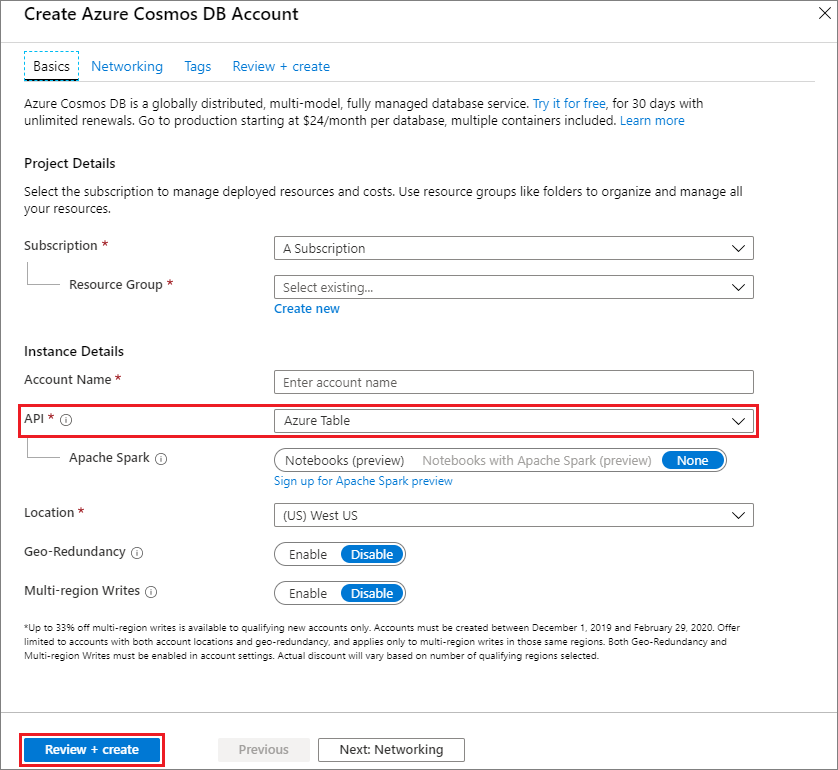 Create Azure Cosmos DB Account
Basics Networking Tags Review + create
Azure Cosmos DB is a globally distributed, multi-model, fully managed database service. Try it for free, for 30 days with
unlimited renewals. Go to production starting at $24/month per database, multiple containers included. Learn more
Project Details
Select the subscription to manage deployed resources and costs. Use resource groups like folders to organize and manage all
your resources.
Subscription * A Subscription
Resource Group * Select existing...
Create new
Instance Details
Account Name * Enter account name
API * Azure Table
Apache Spark Notebooks (preview) Notebooks with Apache Spark (preview) None
Sign up for Apache Spark preview
Location * (US) West US
Geo-Redundancy Enable Disable
Multi-region Writes Enable Disable
*Up to 33% off multi-region writes is available to qualifying new accounts only. Accounts must be created between December 1, 2019 and February 29, 2020. Offer
limited to accounts with both account locations and geo-redundancy, and applies only to multi-region writes in those same regions. Both Geo-Redundancy and
Multi-region Writes must be enabled in account settings. Actual discount will vary based on number of qualifying regions selected.
Review + create Previous Next: Networking